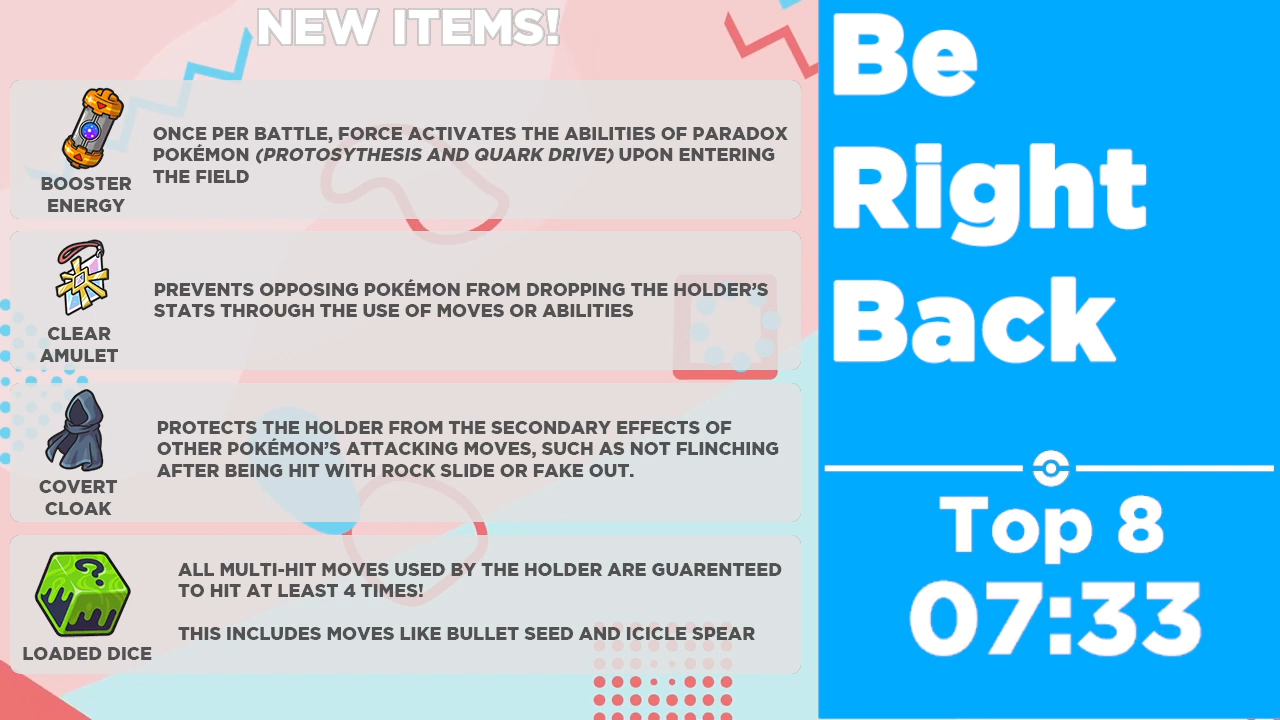 NEW ITEMS!
BOOSTER
ENERGY
ONCE PER BATTLE, FORCE ACTIVATES THE ABILITIES OF PARADOX
POKÉMON (PROTOSYTHESIS AND QUARK DRIVE) UPON ENTERING
THE FIELD
CLEAR
AMULET
PREVENTS OPPOSING POKÉMON FROM DROPPING THE HOLDER'S
STATS THROUGH THE USE OF MOVES OR ABILITIES
COVERT
CLOAK
PROTECTS THE HOLDER FROM THE SECONDARY EFFECTS OF
OTHER POKÉMON'S ATTACKING MOVES, SUCH AS NOT FLINCHING
AFTER BEING HIT WITH ROCK SLIDE OR FAKE OUT.
LOADED DICE
ALL MULTI-HIT MOVES USED BY THE HOLDER ARE GUARENTEED
TO HIT AT LEAST 4 TIMES!
THIS INCLUDES MOVES LIKE BULLET SEED AND ICICLE SPEAR
Be
Right
Back
Top 8
07:33